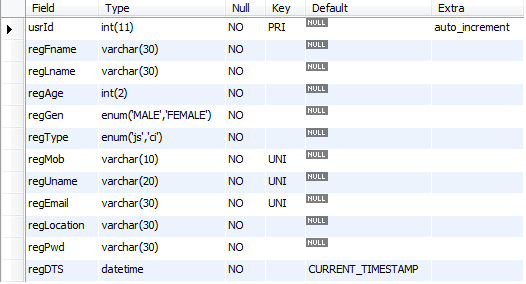 Field Type Null Key Default Extra
usrId int(11) NO PRI NULL auto_increment
regFname varchar(30) NO NULL
regLname varchar(30) NO NULL
regAge int(2) NO NULL
regGen enum('MALE','FEMALE') NO NULL
regType enum('js','ci') NO NULL
regMob varchar(10) NO UNI NULL
regUname varchar(20) NO UNI NULL
regEmail varchar(30) NO UNI NULL
regLocation varchar(30) NO NULL
regPwd varchar(30) NO NULL
regDTS datetime NO CURRENT_TIMESTAMP